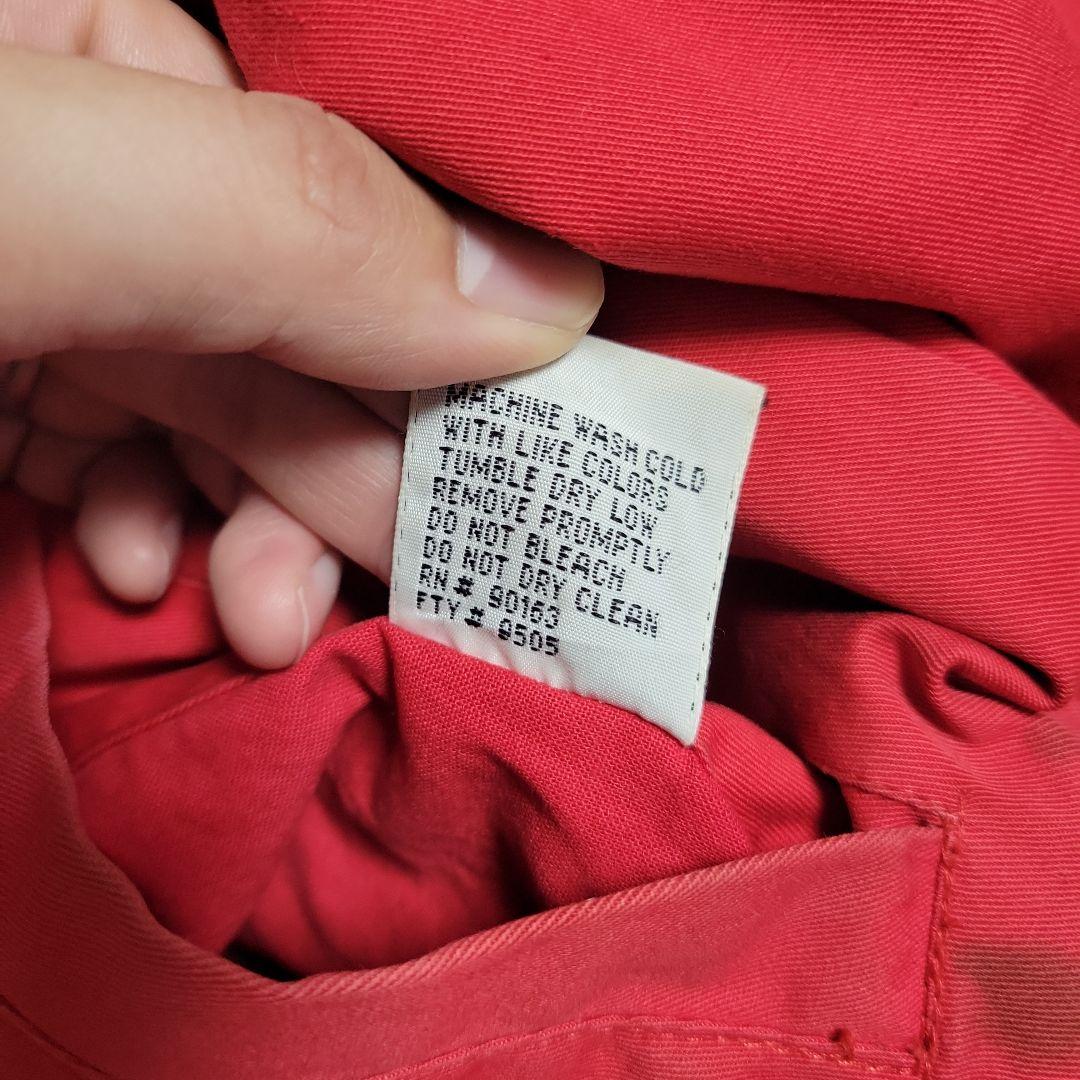 MACHINE WASH COLD
WITH LIKE COLORS
TUMBLE DRY LOW
REMOVE PROMPTLY
DO NOT BLEACH
DO NOT DRY CLEAN
RN # 90163
FTY # 9505